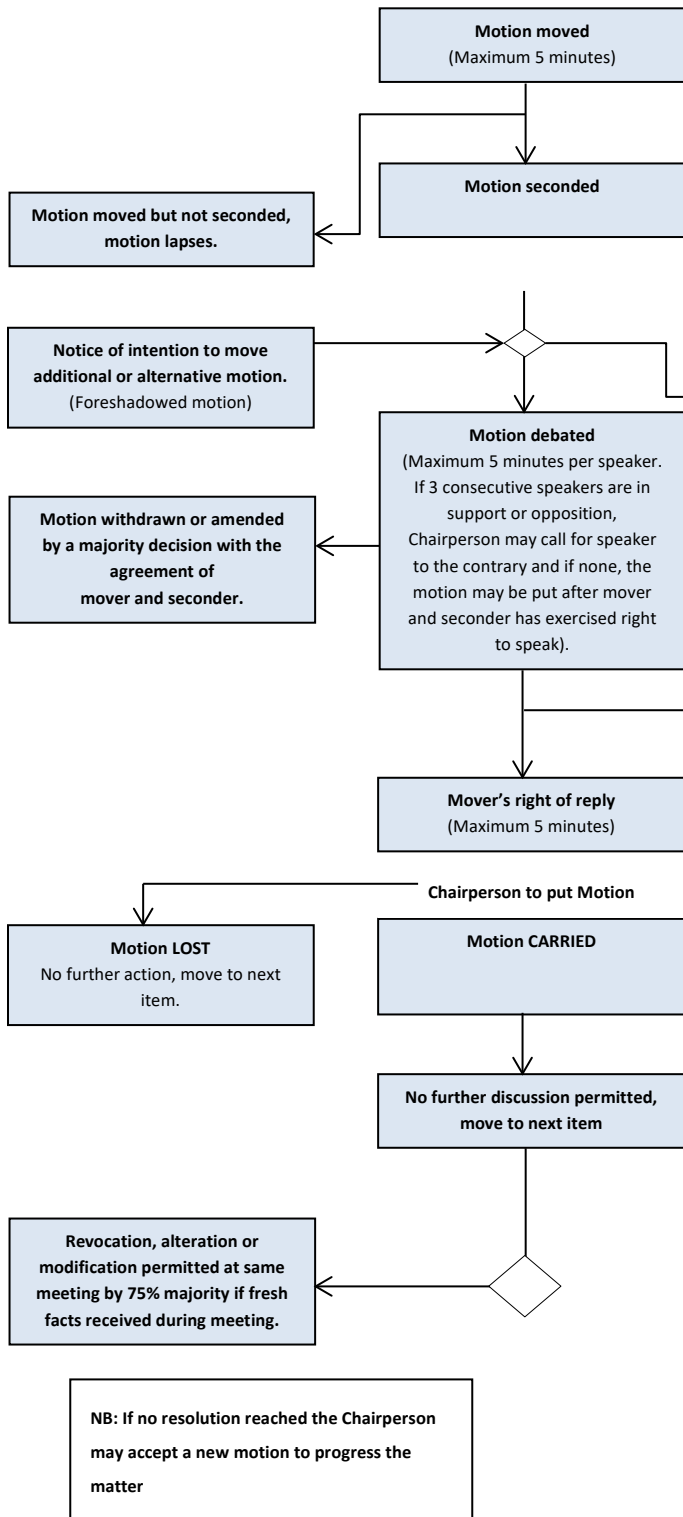 Motion moved
(Maximum 5 minutes)
Motion seconded
Motion moved but not seconded,
motion lapses.
Notice of intention to move
additional or alternative motion.
(Foreshadowed motion)
Motion debated
(Maximum 5 minutes per speaker.
If 3 consecutive speakers are in
support or opposition,
Chairperson may call for speaker
to the contrary and if none, the
motion may be put after mover
and seconder has exercised right
to speak).
Motion withdrawn or amended
by a majority decision with the
agreement of
mover and seconder.
Mover’s right of reply
(Maximum 5 minutes)
Chairperson to put Motion
Motion LOST
No further action, move to next
item.
Motion CARRIED
No further discussion permitted,
move to next item
Revocation, alteration or
modification permitted at same
meeting by 75% majority if fresh
facts received during meeting.
NB: If no resolution reached the Chairperson
may accept a new motion to progress the
matter